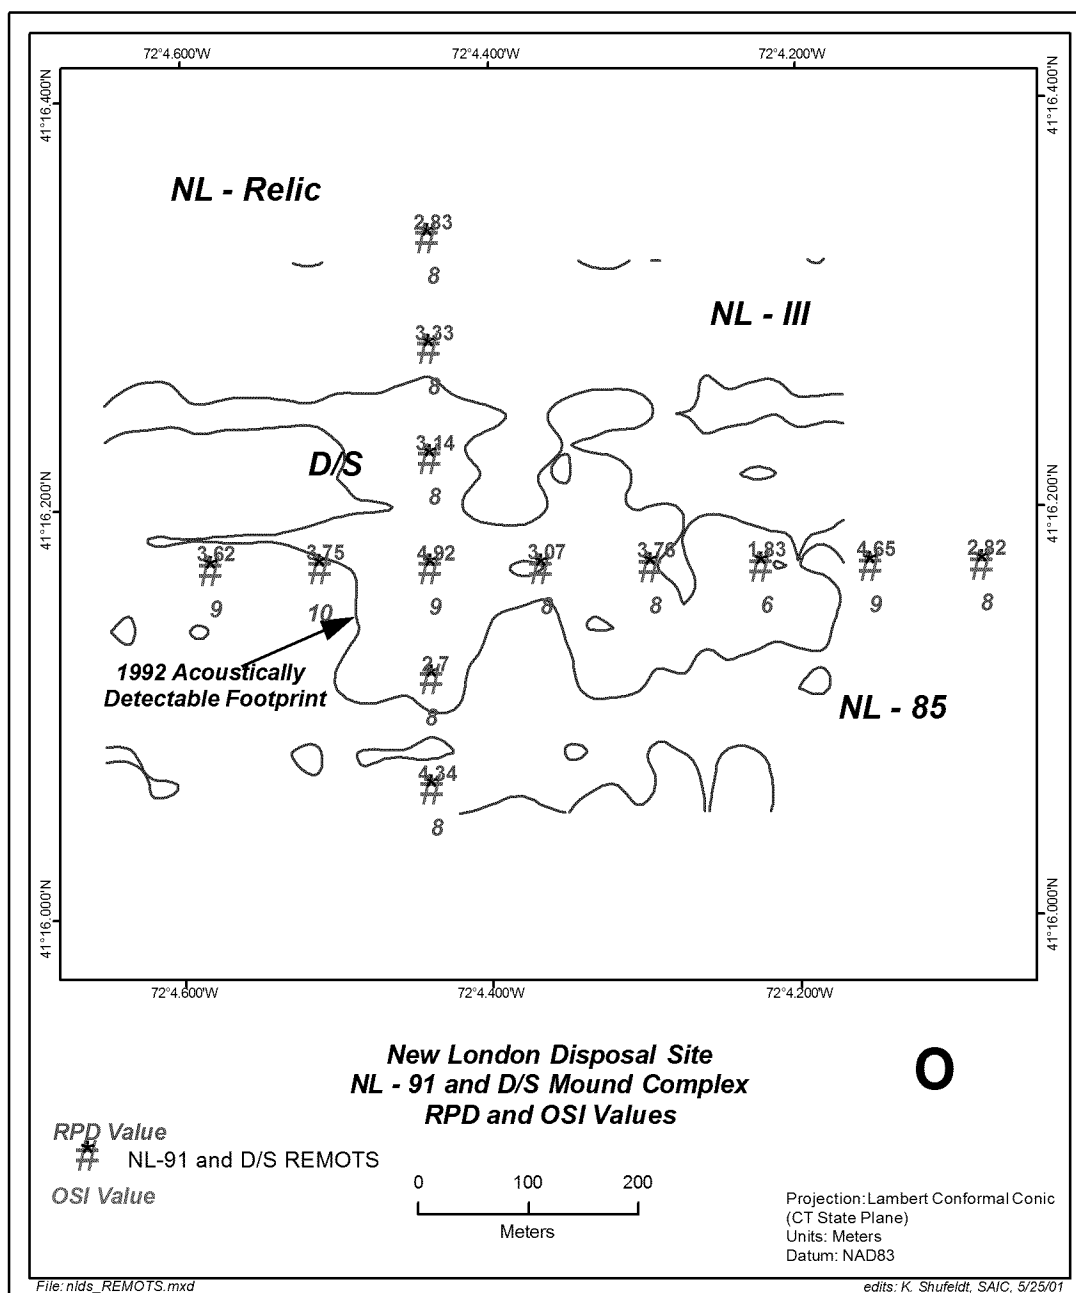 72°4.600'W 72°4.400'W 72°4.200'W
41°16.400'N 41°16.400'N
NL - Relic
2.83
#
8
NL - III
3.33
#
8
3.14
#
D/S
8
41°16.200'N 41°16.200'N
3.62 3.75 4.92 3.07 3.76 1.83 4.65 2.82
# # # # # # # #
9 10 9 8 8 6 9 8
1992 Acoustically
Detectable Footprint
2.7
#
8
NL - 85
4.34
#
8
41°16.000'N 41°16.000'N
72°4.600'W 72°4.400'W 72°4.200'W
New London Disposal Site
NL - 91 and D/S Mound Complex
RPD and OSI Values
O
RPD Value
# NL-91 and D/S REMOTS
OSI Value
0 100 200
Meters
Projection: Lambert Conformal Conic
(CT State Plane)
Units: Meters
Datum: NAD83
File: nlds_REMOTS.mxd
edits: K. Shufeldt, SAIC, 5/25/01